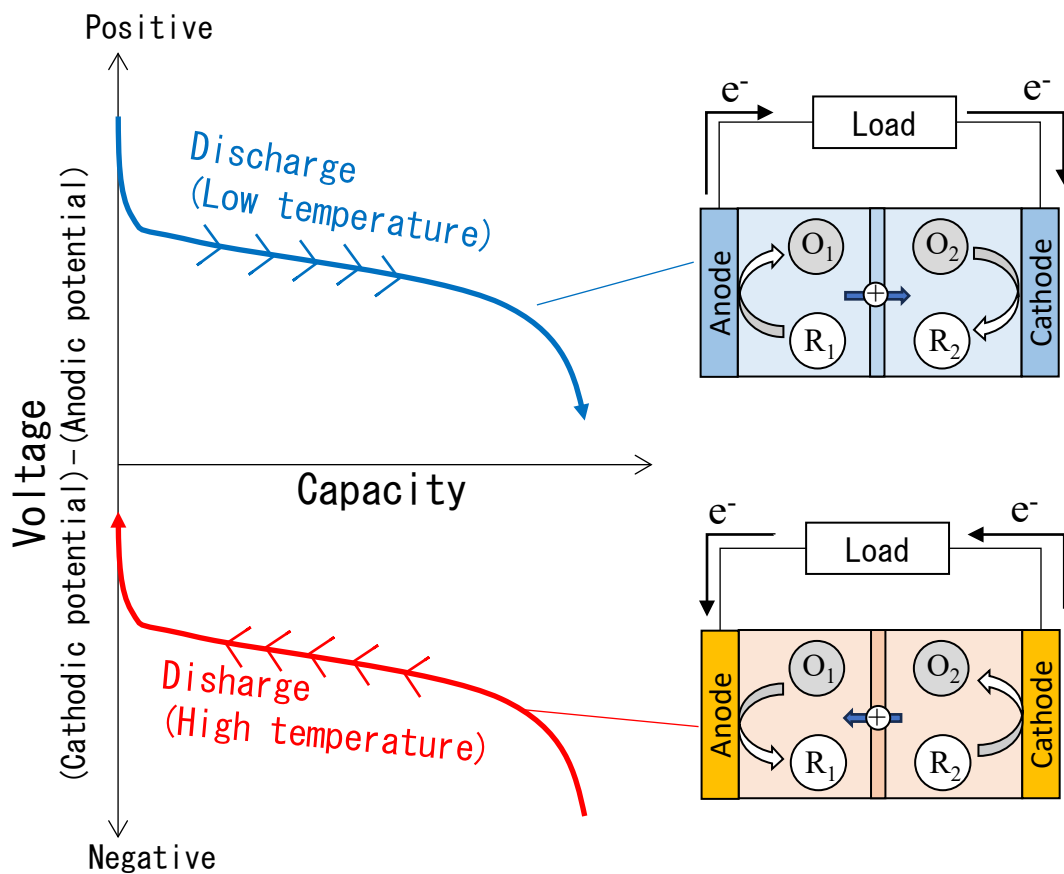 Positive
Voltage
(Cathodic potential)-(Anodic potential)
Negative
Discharge
(Low temperature)
Capacity
Disharge
(High temperature)
e-
e-
Load
Anode
O1
O2
+
R1
R2
Cathode
e-
e-
Load
Anode
O1
O2
+
R1
R2
Cathode